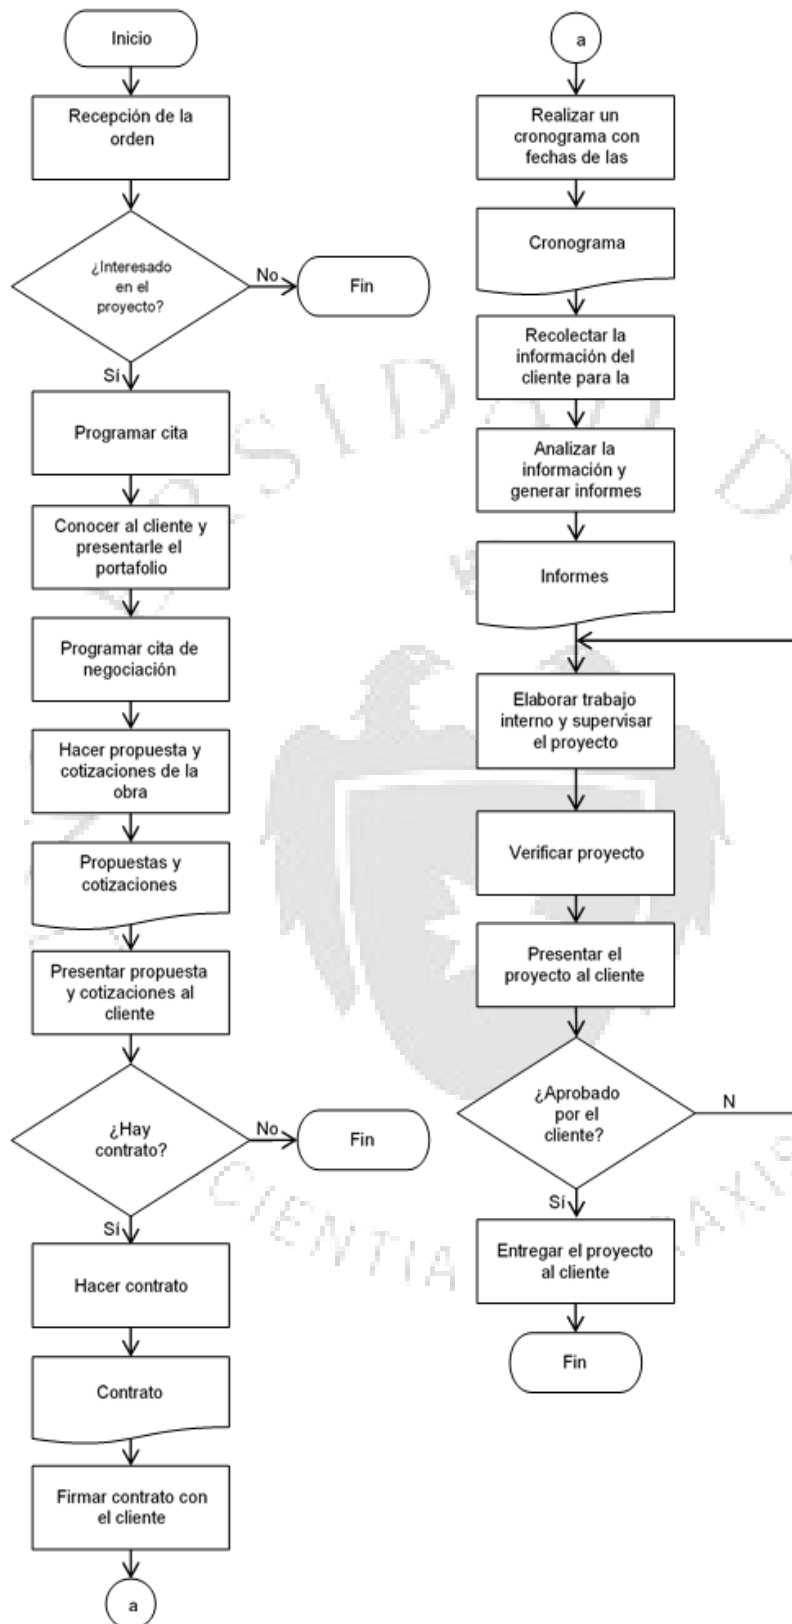 Inicio
Recepción de la
orden
¿Interesado
en el
proyecto?
No
Fin
Sí
Programar cita
Conocer al cliente y
presentarle el
portafolio
Programar cita de
negociación
Hacer propuesta y
cotizaciones de la
obra
Propuestas y
cotizaciones
Presentar propuesta
y cotizaciones al
cliente
¿Hay
contrato?
No
Fin
Sí
Hacer contrato
Contrato
Firmar contrato con
el cliente
a
a
Realizar un
cronograma con
fechas de las
Cronograma
Recolectar la
información del
cliente para la
Analizar la
información y
generar informes
Informes
Elaborar trabajo
interno y supervisar
el proyecto
Verificar proyecto
Presentar el
proyecto al cliente
¿Aprobado
por el
cliente?
N
Sí
Entregar el proyecto
al cliente
Fin
CIENTIA